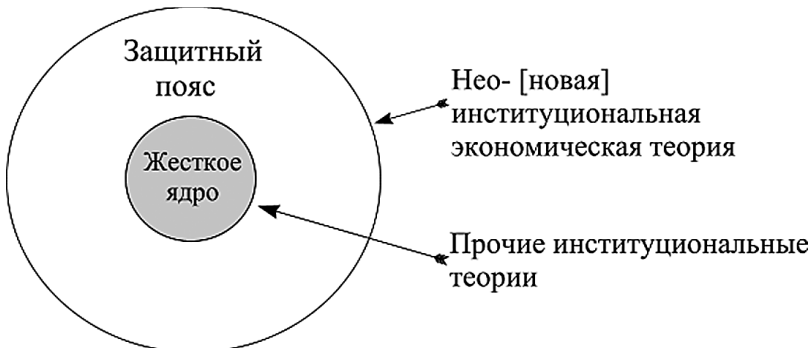 Защитный
пояс
Жесткое
ядро
Нео- [новая]
институциональная
экономическая теория
Прочие институциональные
теории